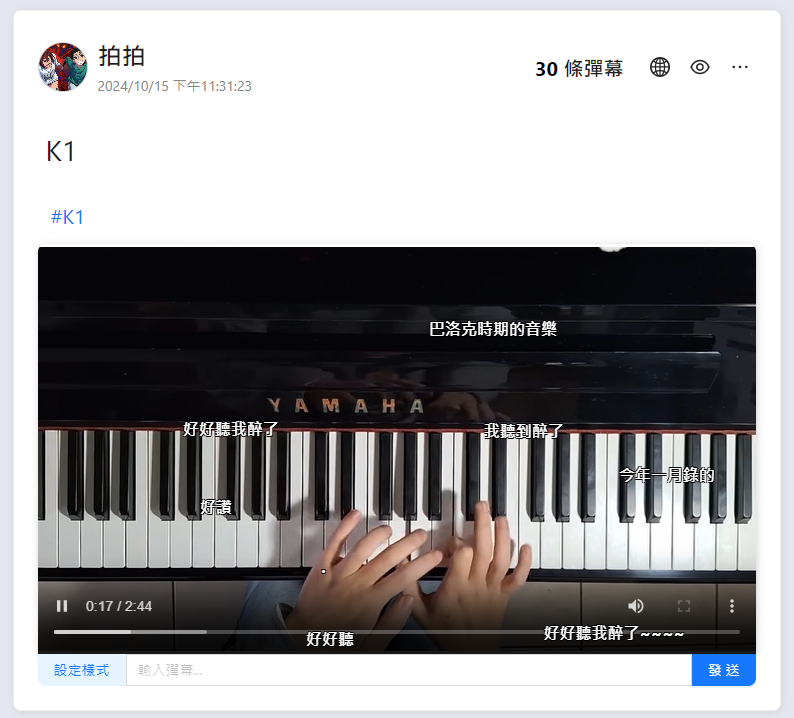 拍拍
2024/10/15 下午11:31:23
30 條彈幕
K1
#K1
巴洛克時期的音樂
YAMAHA
好好聽我醉了
我聽到醉了
今年一月錄的
好讚
0:17 / 2:44
好好聽我醉了~~~~
好好聽
設定樣式
輸入彈幕...
發 送